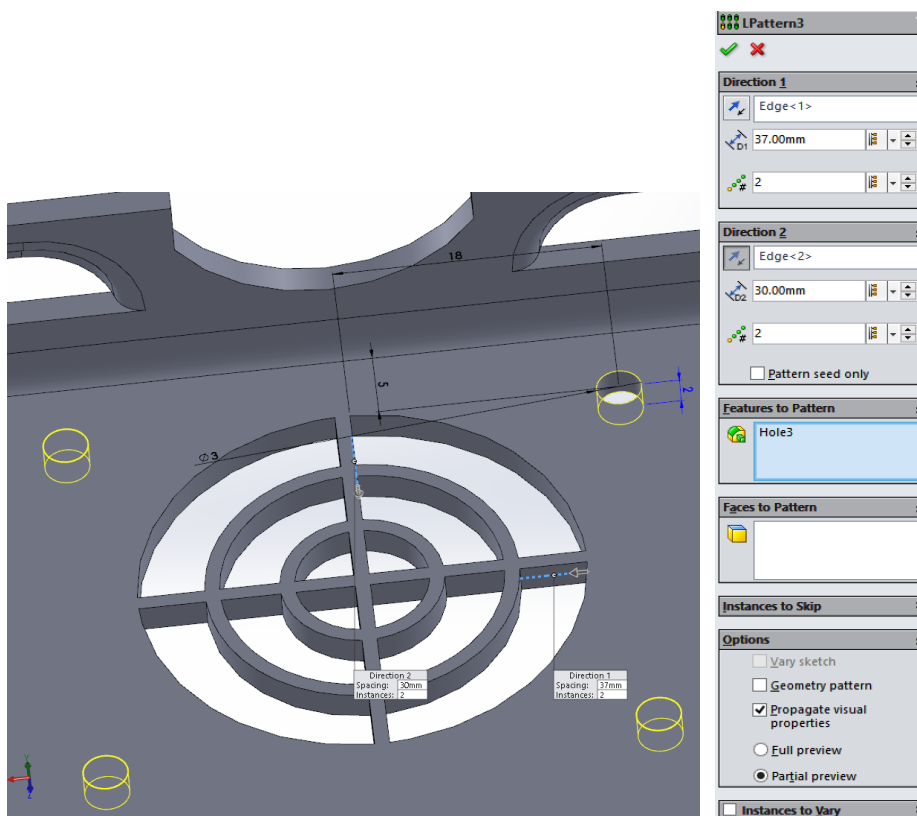 LPattern3
Direction 1
Edge<1>
D1 37.00mm
# 2
Direction 2
Edge<2>
D2 30.00mm
# 2
Pattern seed only
Features to Pattern
Hole3
Faces to Pattern
Instances to Skip
Options
Vary sketch
Geometry pattern
Propagate visual
properties
Full preview
Partial preview
Instances to Vary
18
5
2
∅3
Direction 2
Spacing: 30mm
Instances: 2
Direction 1
Spacing: 37mm
Instances: 2
Y
Z